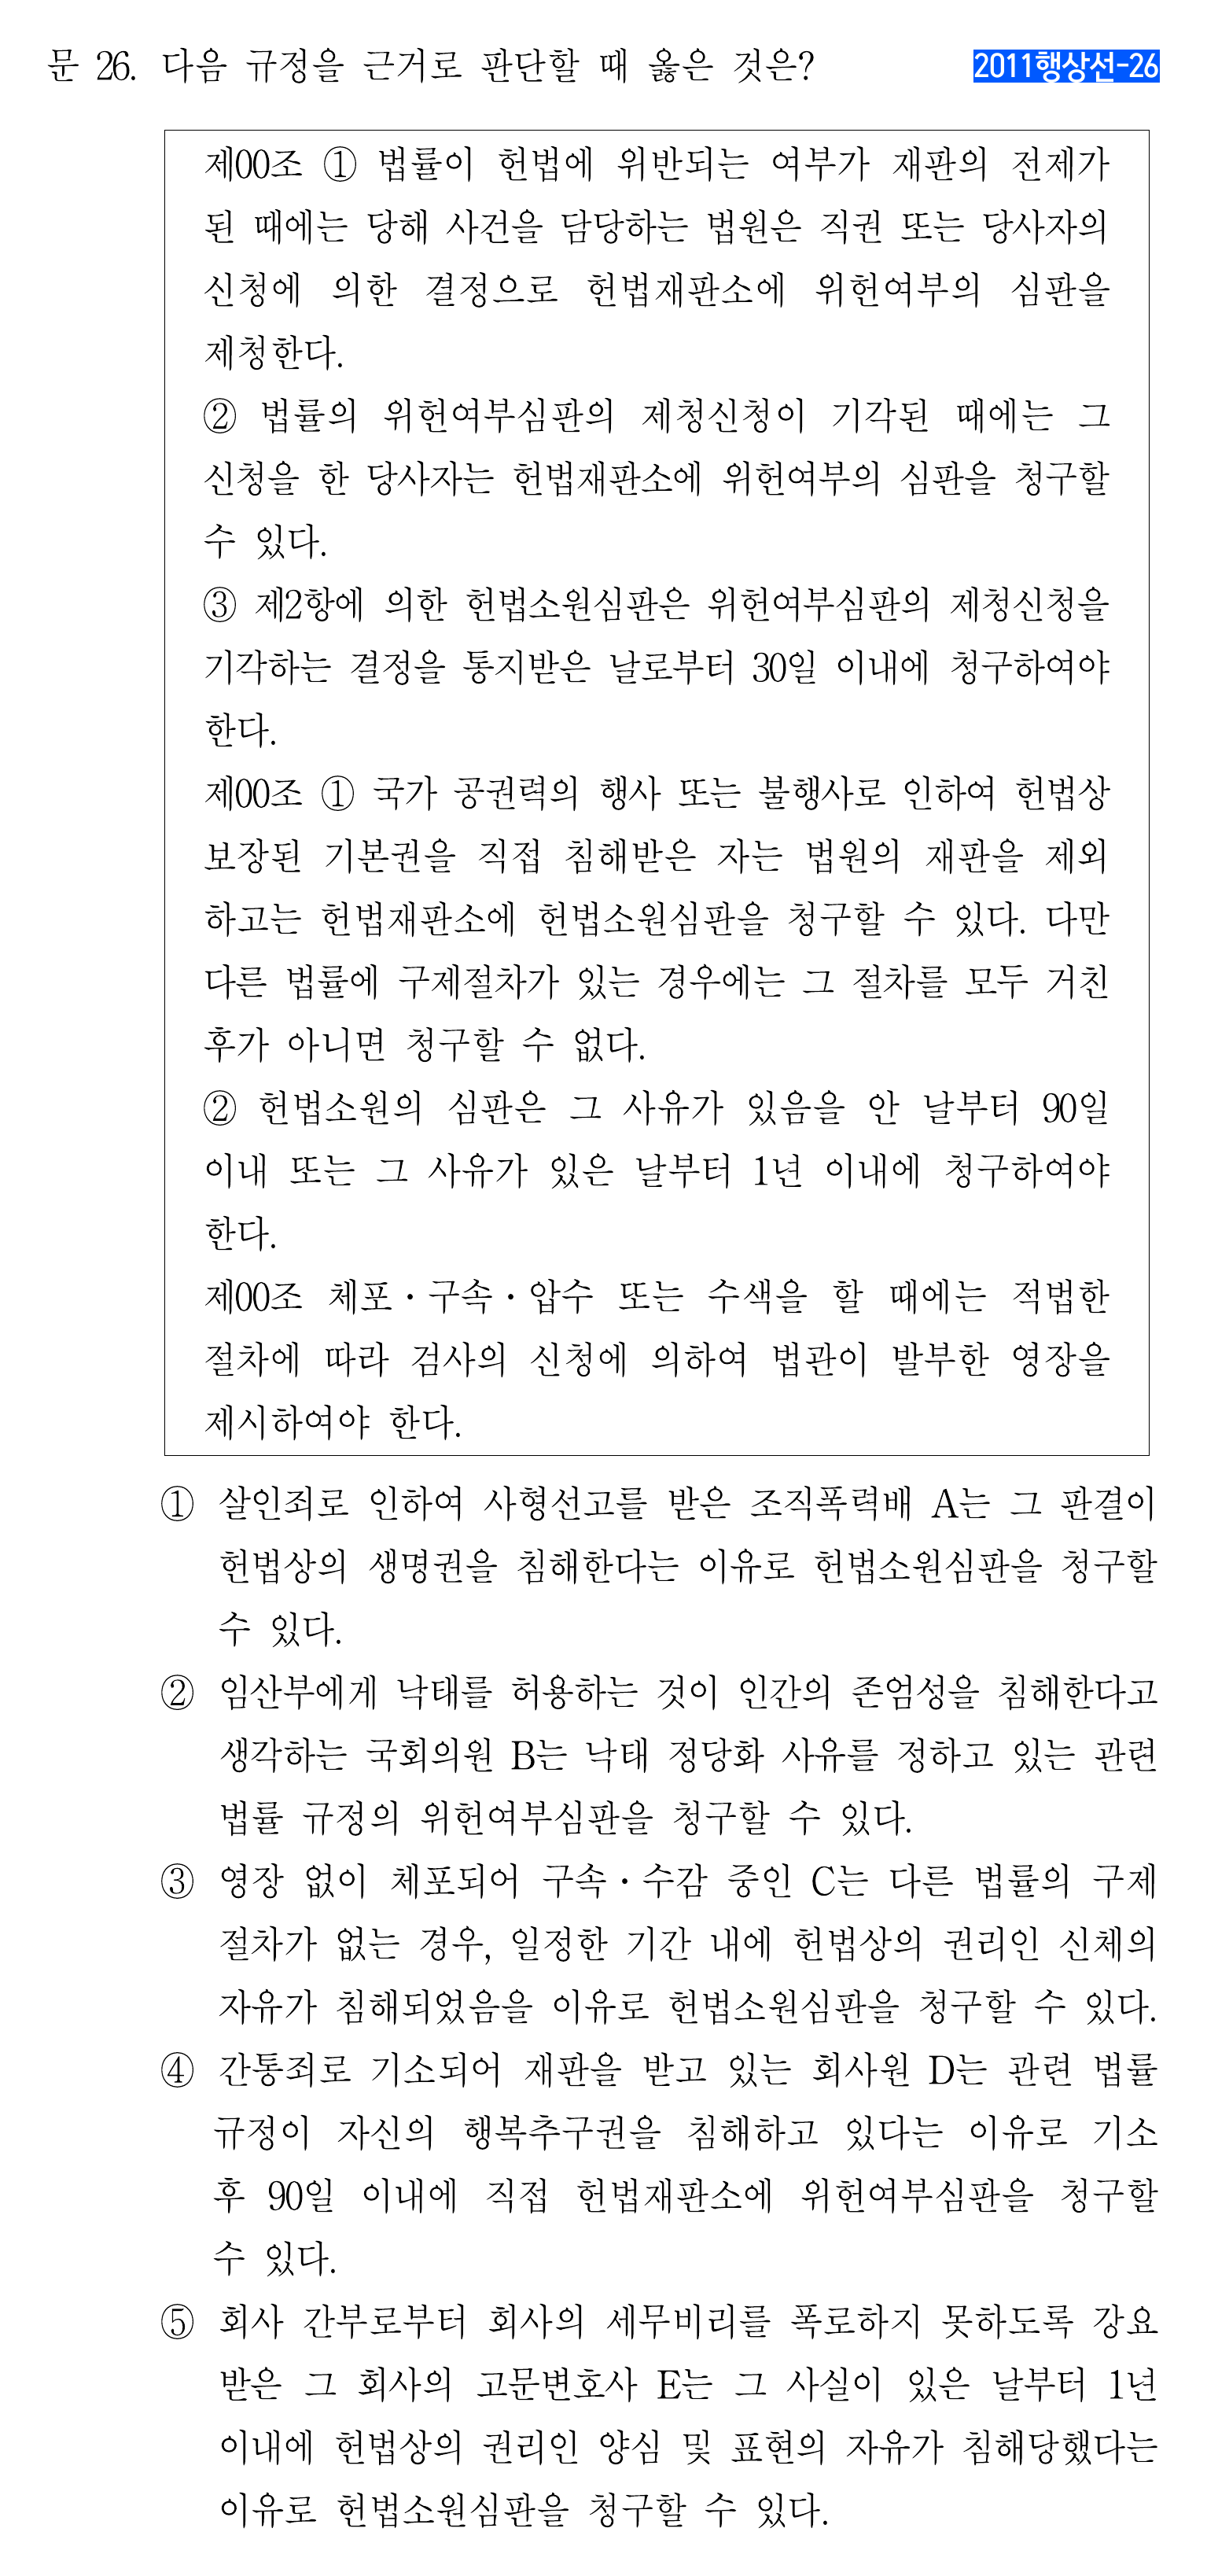 문 26. 다음 규정을 근거로 판단할 때 옳은 것은?
2011행상선-26
제00조 ① 법률이 헌법에 위반되는 여부가 재판의 전제가
된 때에는 당해 사건을 담당하는 법원은 직권 또는 당사자의
신청에 의한 결정으로 헌법재판소에 위헌여부의 심판을
제청한다.
② 법률의 위헌여부심판의 제청신청이 기각된 때에는 그
신청을 한 당사자는 헌법재판소에 위헌여부의 심판을 청구할
수 있다.
③ 제2항에 의한 헌법소원심판은 위헌여부심판의 제청신청을
기각하는 결정을 통지받은 날로부터 30일 이내에 청구하여야
한다.
제00조 ① 국가 공권력의 행사 또는 불행사로 인하여 헌법상
보장된 기본권을 직접 침해받은 자는 법원의 재판을 제외
하고는 헌법재판소에 헌법소원심판을 청구할 수 있다. 다만
다른 법률에 구제절차가 있는 경우에는 그 절차를 모두 거친
후가 아니면 청구할 수 없다.
② 헌법소원의 심판은 그 사유가 있음을 안 날부터 90일
이내 또는 그 사유가 있은 날부터 1년 이내에 청구하여야
한다.
제00조 체포·구속·압수 또는 수색을 할 때에는 적법한
절차에 따라 검사의 신청에 의하여 법관이 발부한 영장을
제시하여야 한다.
① 살인죄로 인하여 사형선고를 받은 조직폭력배 A는 그 판결이
헌법상의 생명권을 침해한다는 이유로 헌법소원심판을 청구할
수 있다.
② 임산부에게 낙태를 허용하는 것이 인간의 존엄성을 침해한다고
생각하는 국회의원 B는 낙태 정당화 사유를 정하고 있는 관련
법률 규정의 위헌여부심판을 청구할 수 있다.
③ 영장 없이 체포되어 구속·수감 중인 C는 다른 법률의 구제
절차가 없는 경우, 일정한 기간 내에 헌법상의 권리인 신체의
자유가 침해되었음을 이유로 헌법소원심판을 청구할 수 있다.
④ 간통죄로 기소되어 재판을 받고 있는 회사원 D는 관련 법률
규정이 자신의 행복추구권을 침해하고 있다는 이유로 기소
후 90일 이내에 직접 헌법재판소에 위헌여부심판을 청구할
수 있다.
⑤ 회사 간부로부터 회사의 세무비리를 폭로하지 못하도록 강요
받은 그 회사의 고문변호사 E는 그 사실이 있은 날부터 1년
이내에 헌법상의 권리인 양심 및 표현의 자유가 침해당했다는
이유로 헌법소원심판을 청구할 수 있다.